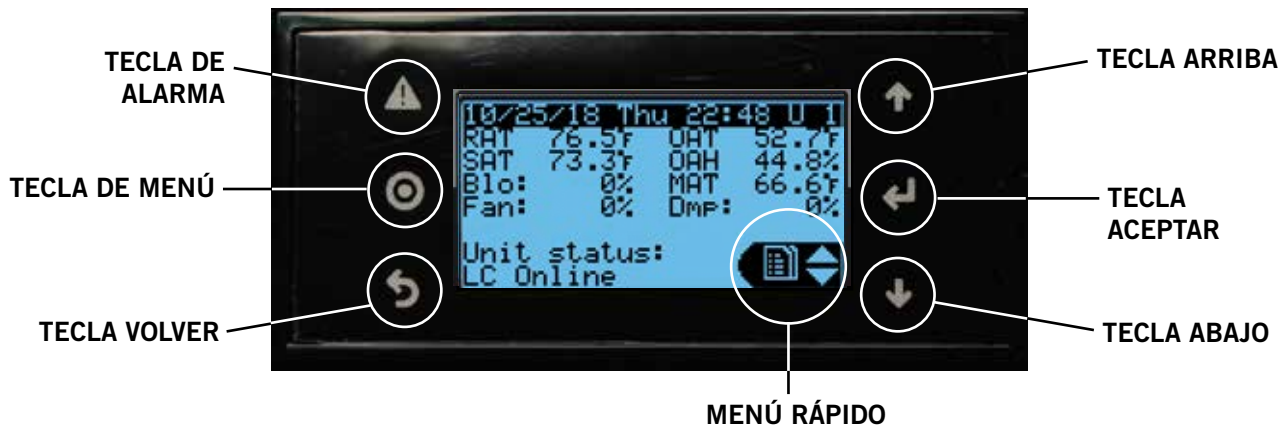 TECLA DE
ALARMA
TECLA DE MENÚ
TECLA VOLVER
10/25/18 Thu 22:48 U 1
RAT 76.5°F OAT 52.7°F
SAT 73.3°F OAH 44.8%
Blo: 0% MAT 66.6°F
Fan: 0% Dmp: 0%
Unit status:
LC Online
TECLA ARRIBA
TECLA
ACEPTAR
TECLA ABAJO
MENÚ RÁPIDO